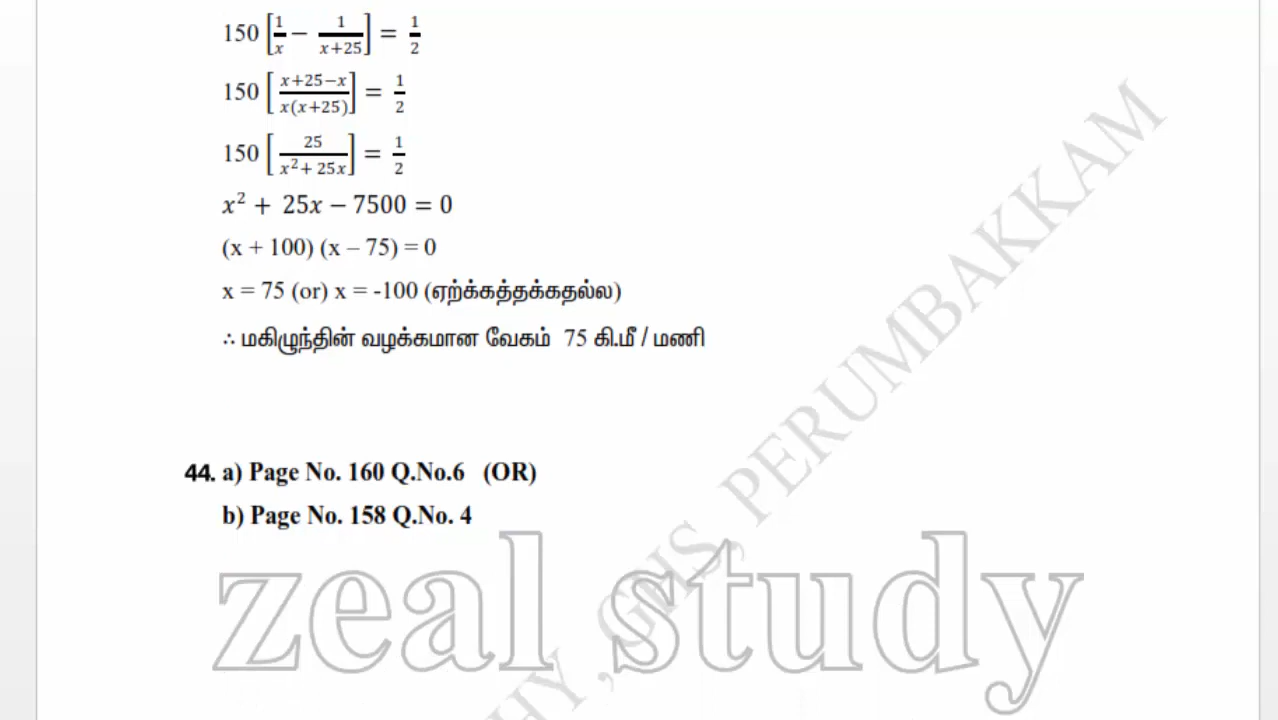 150 [1/x − 1/(x+25)] = 1/2
150 [(x+25−x)/(x(x+25))] = 1/2
150 [25/(x²+ 25x)] = 1/2
x² + 25x − 7500 = 0
(x + 100) (x – 75) = 0
x = 75 (or) x = -100 (ஏற்க்கத்தக்கதல்ல)
∴ மகிழுந்தின் வழக்கமான வேகம் 75 கி.மீ / மணி
44. a) Page No. 160 Q.No.6 (OR)
b) Page No. 158 Q.No. 4
zeal study
HY , GHS, PERUMBAKKAM